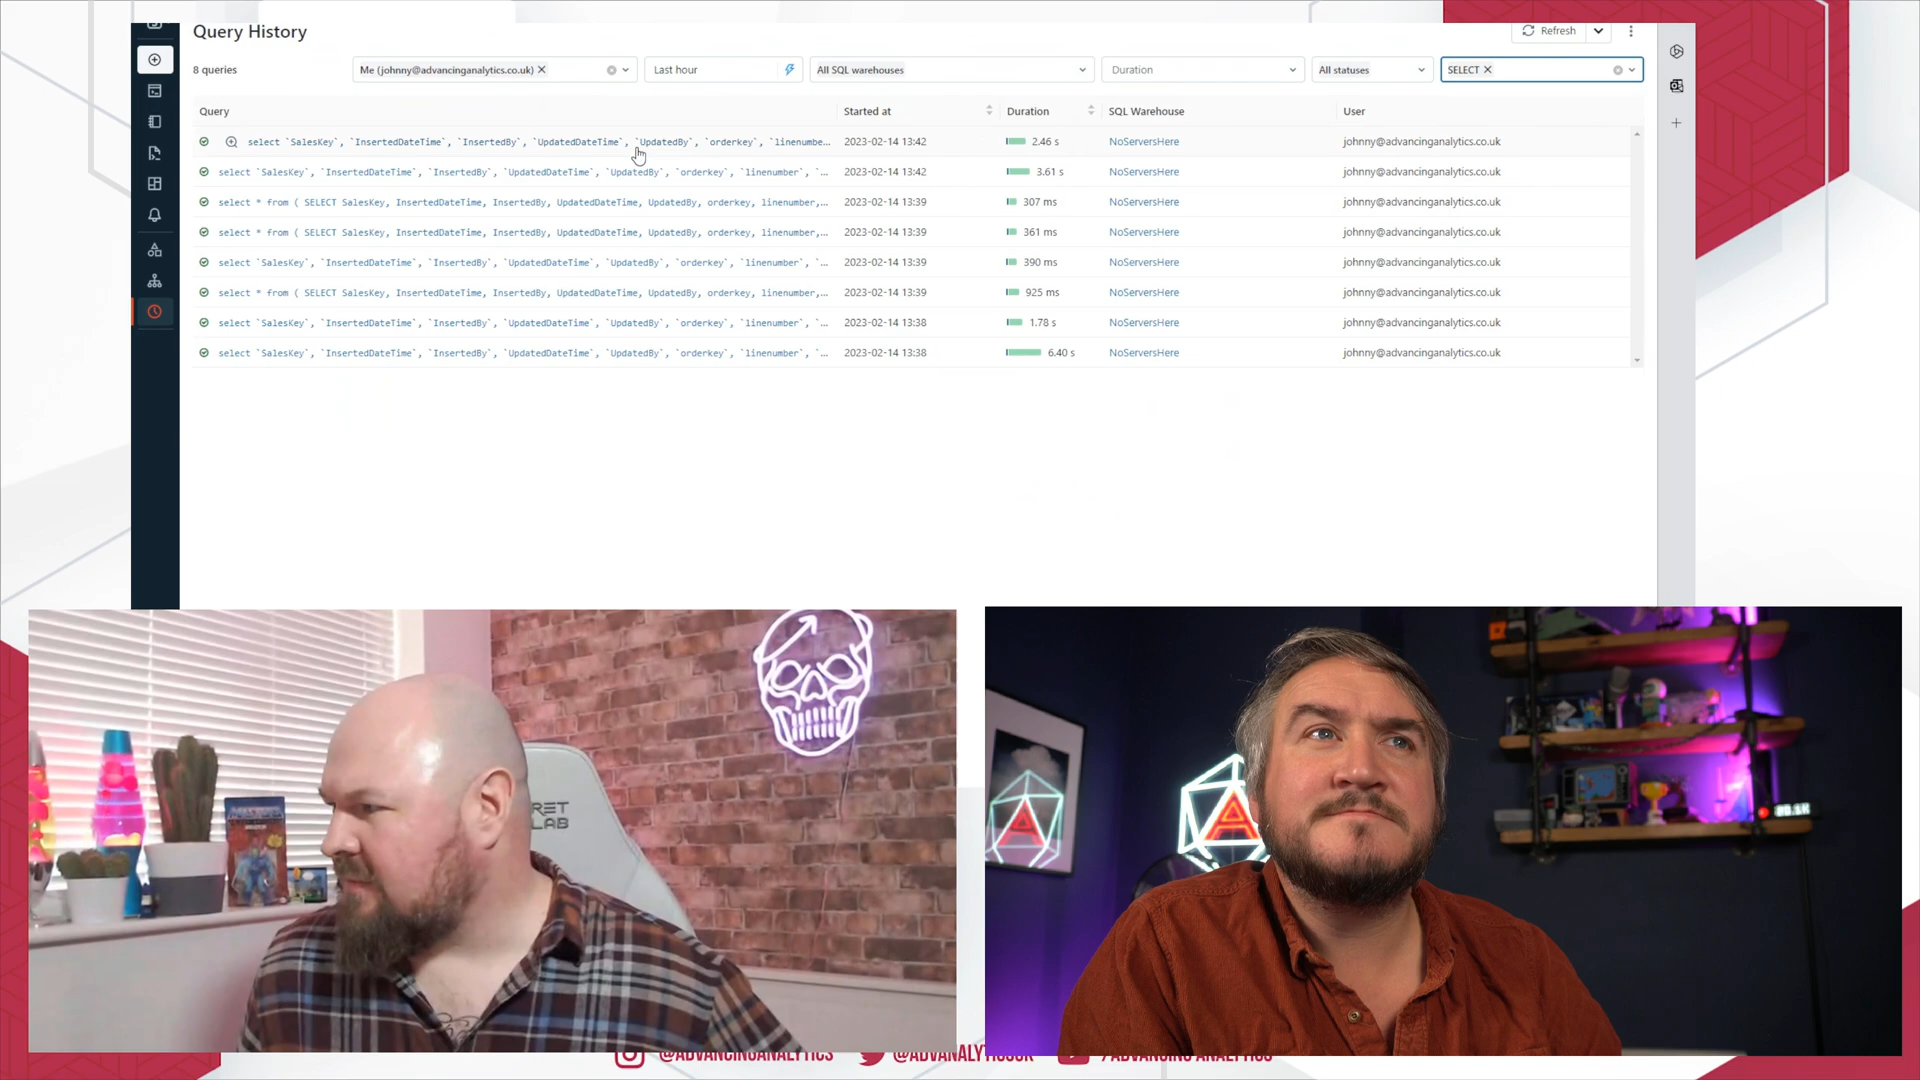 Query History
Refresh
8 queries
Me (johnny@advancinganalytics.co.uk)
Last hour
All SQL warehouses
Duration
All statuses
SELECT
Query Started at Duration SQL Warehouse User
select `SalesKey`, `InsertedDateTime`, `InsertedBy`, `UpdatedDateTime`, `UpdatedBy`, `orderkey`, `linenumbe... 2023-02-14 13:42 2.46 s NoServersHere johnny@advancinganalytics.co.uk
select `SalesKey`, `InsertedDateTime`, `InsertedBy`, `UpdatedDateTime`, `UpdatedBy`, `orderkey`, `linenumber`, `... 2023-02-14 13:42 3.61 s NoServersHere johnny@advancinganalytics.co.uk
select * from ( SELECT SalesKey, InsertedDateTime, InsertedBy, UpdatedDateTime, UpdatedBy, orderkey, linenumber,... 2023-02-14 13:39 307 ms NoServersHere johnny@advancinganalytics.co.uk
select * from ( SELECT SalesKey, InsertedDateTime, InsertedBy, UpdatedDateTime, UpdatedBy, orderkey, linenumber,... 2023-02-14 13:39 361 ms NoServersHere johnny@advancinganalytics.co.uk
select `SalesKey`, `InsertedDateTime`, `InsertedBy`, `UpdatedDateTime`, `UpdatedBy`, `orderkey`, `linenumber`, `... 2023-02-14 13:39 390 ms NoServersHere johnny@advancinganalytics.co.uk
select * from ( SELECT SalesKey, InsertedDateTime, InsertedBy, UpdatedDateTime, UpdatedBy, orderkey, linenumber,... 2023-02-14 13:39 925 ms NoServersHere johnny@advancinganalytics.co.uk
select `SalesKey`, `InsertedDateTime`, `InsertedBy`, `UpdatedDateTime`, `UpdatedBy`, `orderkey`, `linenumber`, `... 2023-02-14 13:38 1.78 s NoServersHere johnny@advancinganalytics.co.uk
select `SalesKey`, `InsertedDateTime`, `InsertedBy`, `UpdatedDateTime`, `UpdatedBy`, `orderkey`, `linenumber`, `... 2023-02-14 13:38 6.40 s NoServersHere johnny@advancinganalytics.co.uk
RET
LAB
A
A
@ADVANCINGANALYTICS @ADVANALYTICSUK /ADVANCING ANALYTICS